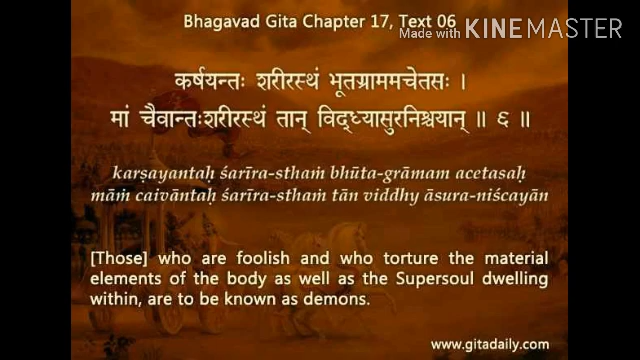 Bhagavad Gita Chapter 17, Text 06
Made with KINEMASTER
कर्षयन्तः शरीरस्थं भूतग्राममचेतसः ।
मां चैवान्तःशरीरस्थं तान् विद्ध्यासुरनिश्चयान् ॥ ६ ॥
karṣayantaḥ śarīra-sthaṁ bhūta-grāmam acetasaḥ
māṁ caivāntaḥ śarīra-sthaṁ tān viddhy āsura-niścayān
[Those] who are foolish and who torture the material
elements of the body as well as the Supersoul dwelling
within, are to be known as demons.
www.gitadaily.com